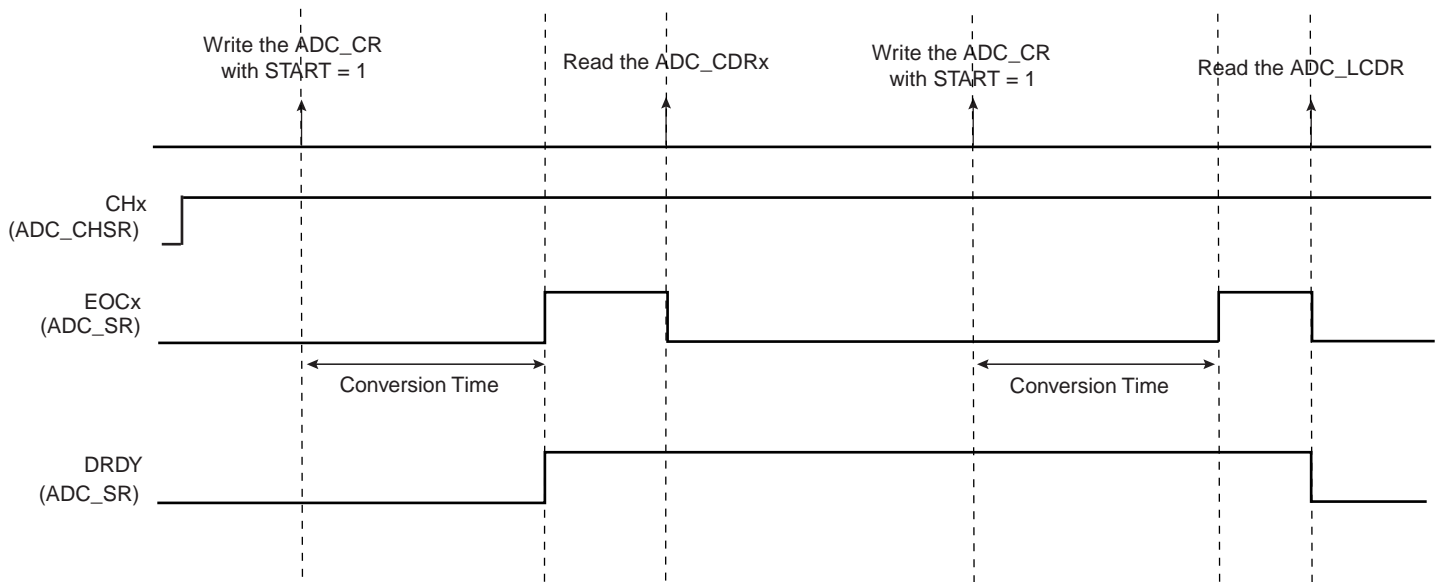 Write the ADC_CR
with START = 1
Read the ADC_CDRx
Write the ADC_CR
with START = 1
Read the ADC_LCDR
CHx
(ADC_CHSR)
EOCx
(ADC_SR)
Conversion Time
Conversion Time
DRDY
(ADC_SR)